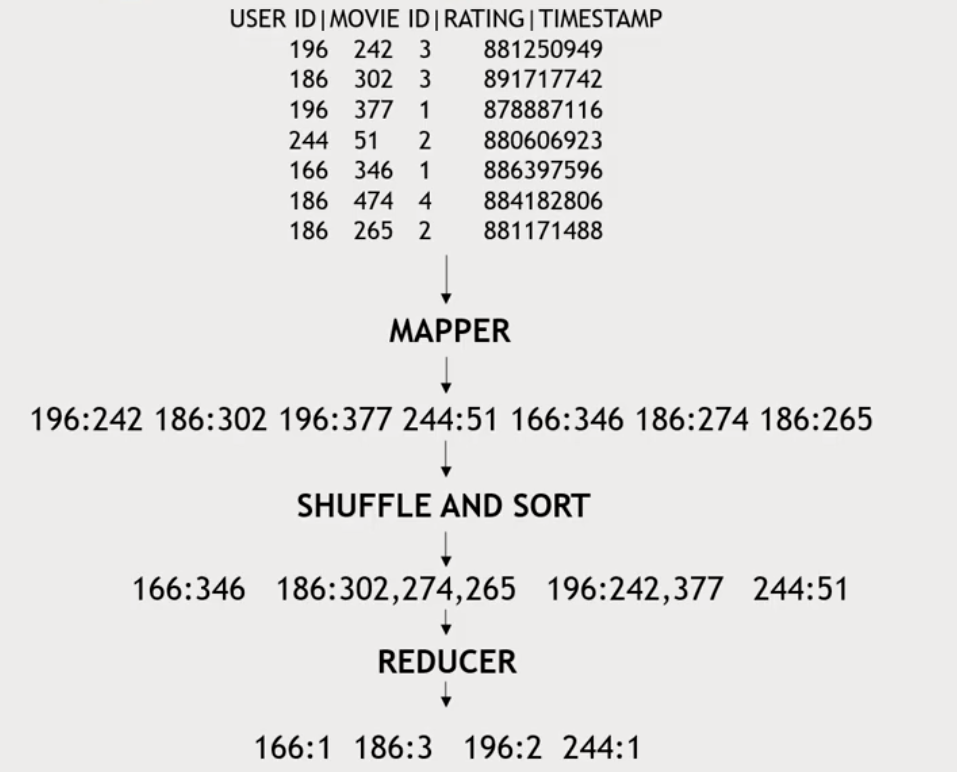 USER ID|MOVIE ID|RATING|TIMESTAMP
196 242 3 881250949
186 302 3 891717742
196 377 1 878887116
244 51 2 880606923
166 346 1 886397596
186 474 4 884182806
186 265 2 881171488
MAPPER
196:242 186:302 196:377 244:51 166:346 186:274 186:265
SHUFFLE AND SORT
166:346 186:302,274,265 196:242,377 244:51
REDUCER
166:1 186:3 196:2 244:1